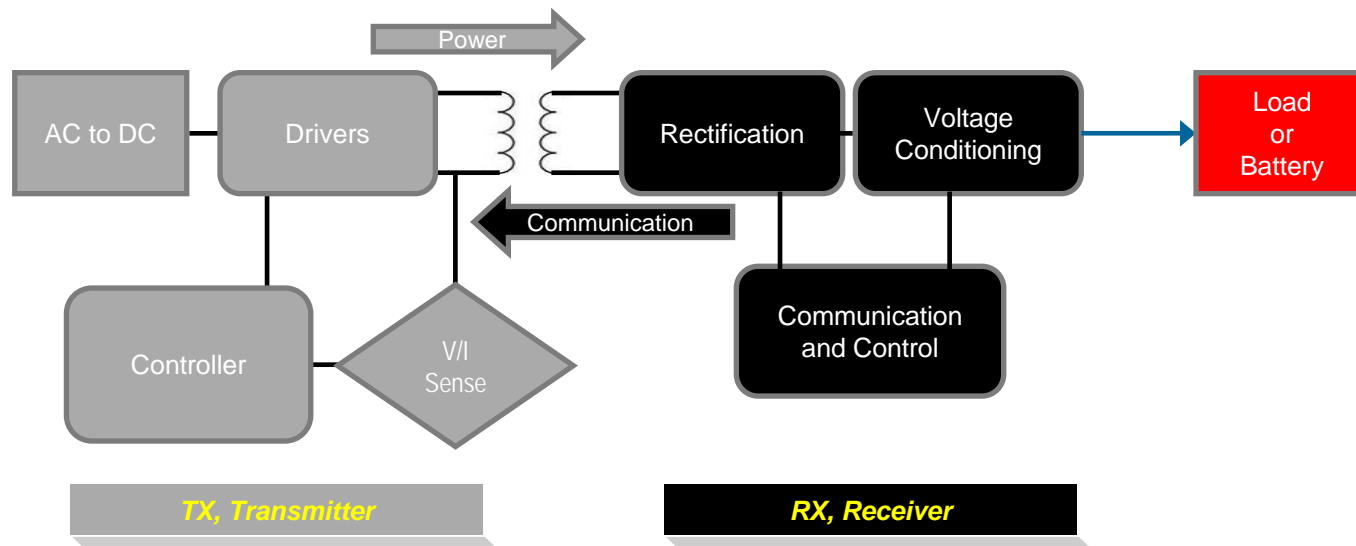 Power
AC to DC
Drivers
Rectification
Voltage
Conditioning
Load
or
Battery
Communication
Controller
V/I
Sense
Communication
and Control
TX, Transmitter
RX, Receiver